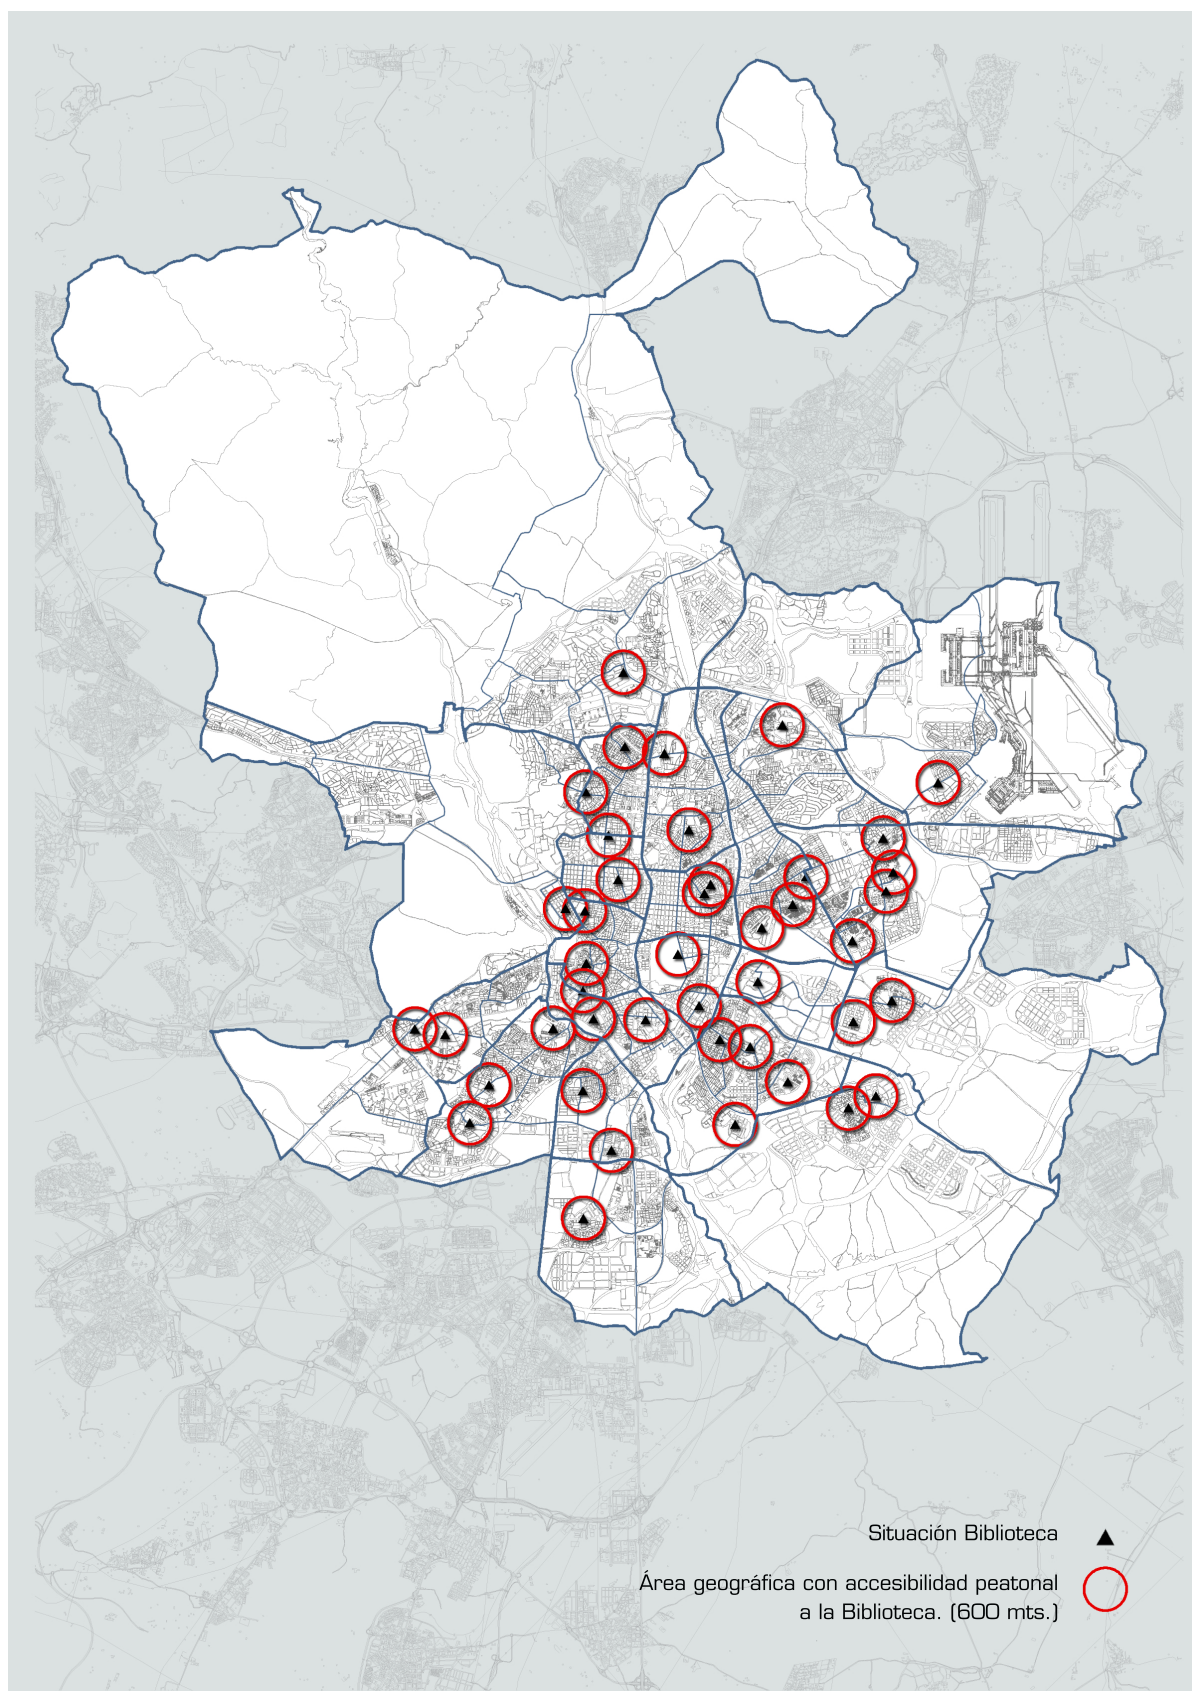 Situación Biblioteca
Área geográfica con accesibilidad peatonal
a la Biblioteca. (600 mts.)